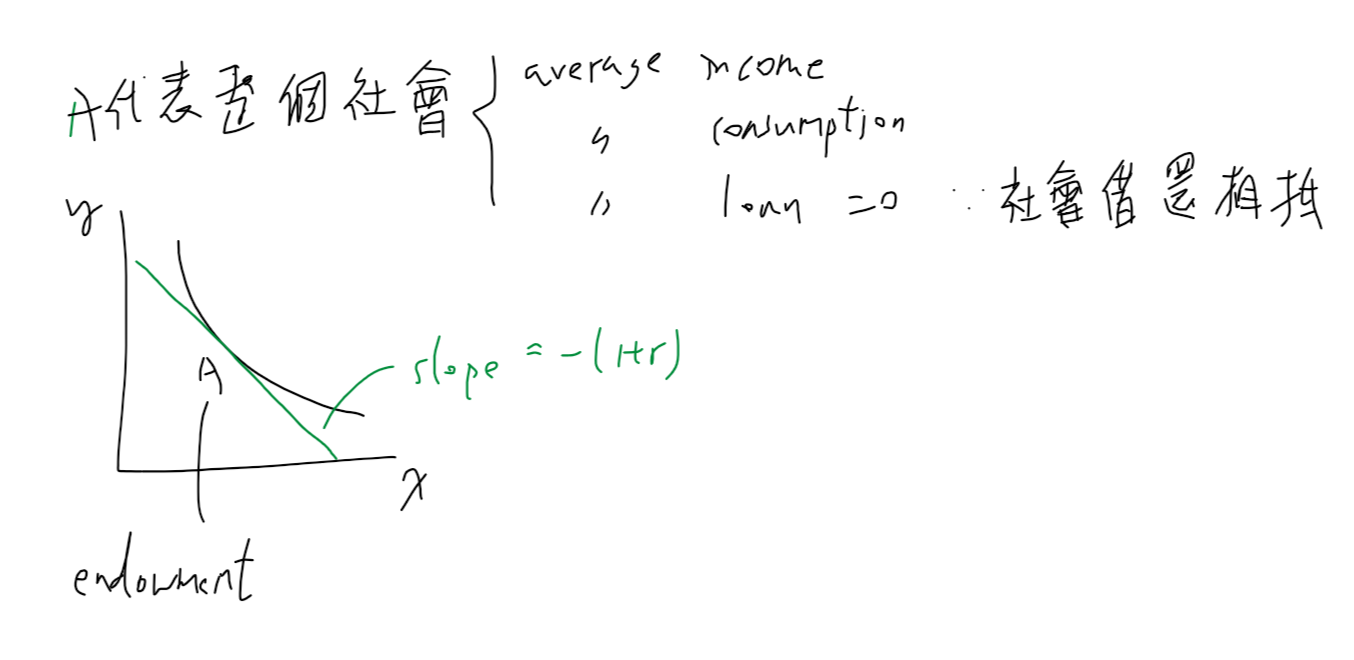 A代表整個社會 { average income
〃 consumption
〃 loan =0 ∵社會借還相抵
y
A
slope = -(1+r)
x
endowment